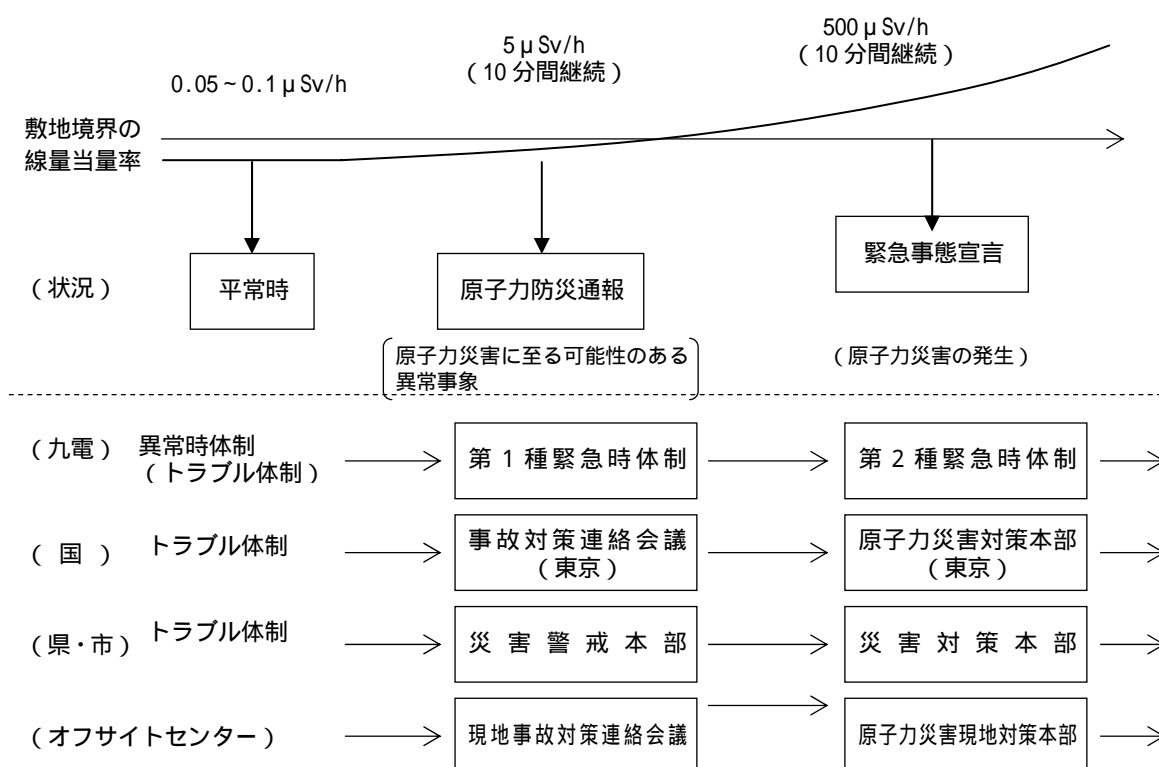 500μSv/h
(10分間継続)
5μSv/h
(10分間継続)
0.05~0.1μSv/h
敷地境界の
線量当量率
(状況)
平常時
原子力防災通報
緊急事態宣言
原子力災害に至る可能性のある
異常事象
(原子力災害の発生)
(九電) 異常時体制
(トラブル体制)
第1種緊急時体制
第2種緊急時体制
(国) トラブル体制
事故対策連絡会議
(東京)
原子力災害対策本部
(東京)
(県・市) トラブル体制
災害警戒本部
災害対策本部
(オフサイトセンター)
現地事故対策連絡会議
原子力災害現地対策本部